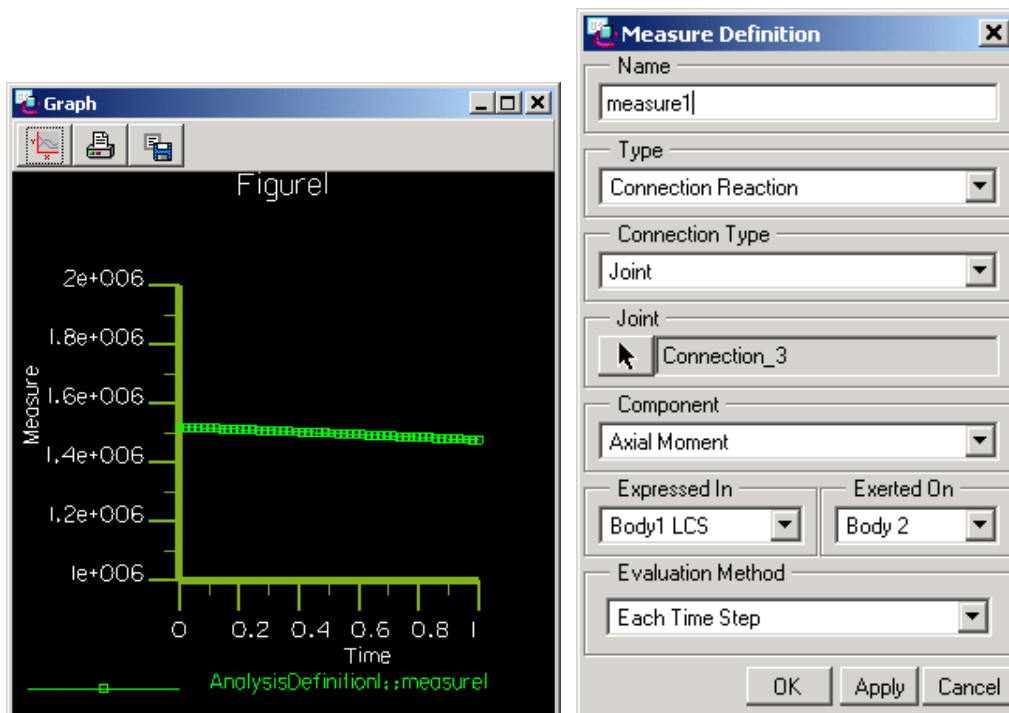 Graph
Figure1
2e+006
1.8e+006
1.6e+006
1.4e+006
1.2e+006
1e+006
Measure
0 0.2 0.4 0.6 0.8 1
Time
AnalysisDefinition1::measure1
Measure Definition
Name
measure1
Type
Connection Reaction
Connection Type
Joint
Joint
Connection_3
Component
Axial Moment
Expressed In Exerted On
Body1 LCS Body 2
Evaluation Method
Each Time Step
OK Apply Cancel